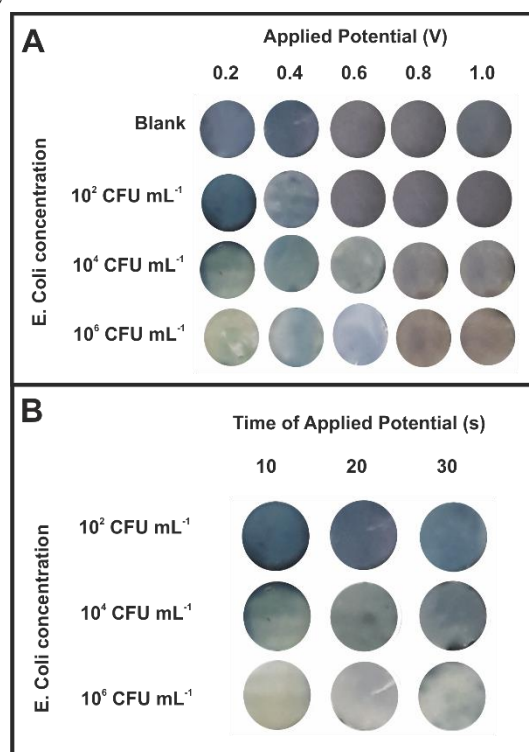 A
Applied Potential (V)
0.2 0.4 0.6 0.8 1.0
E. Coli concentration
Blank
10² CFU mL⁻¹
10⁴ CFU mL⁻¹
10⁶ CFU mL⁻¹
B
Time of Applied Potential (s)
10 20 30
E. Coli concentration
10² CFU mL⁻¹
10⁴ CFU mL⁻¹
10⁶ CFU mL⁻¹